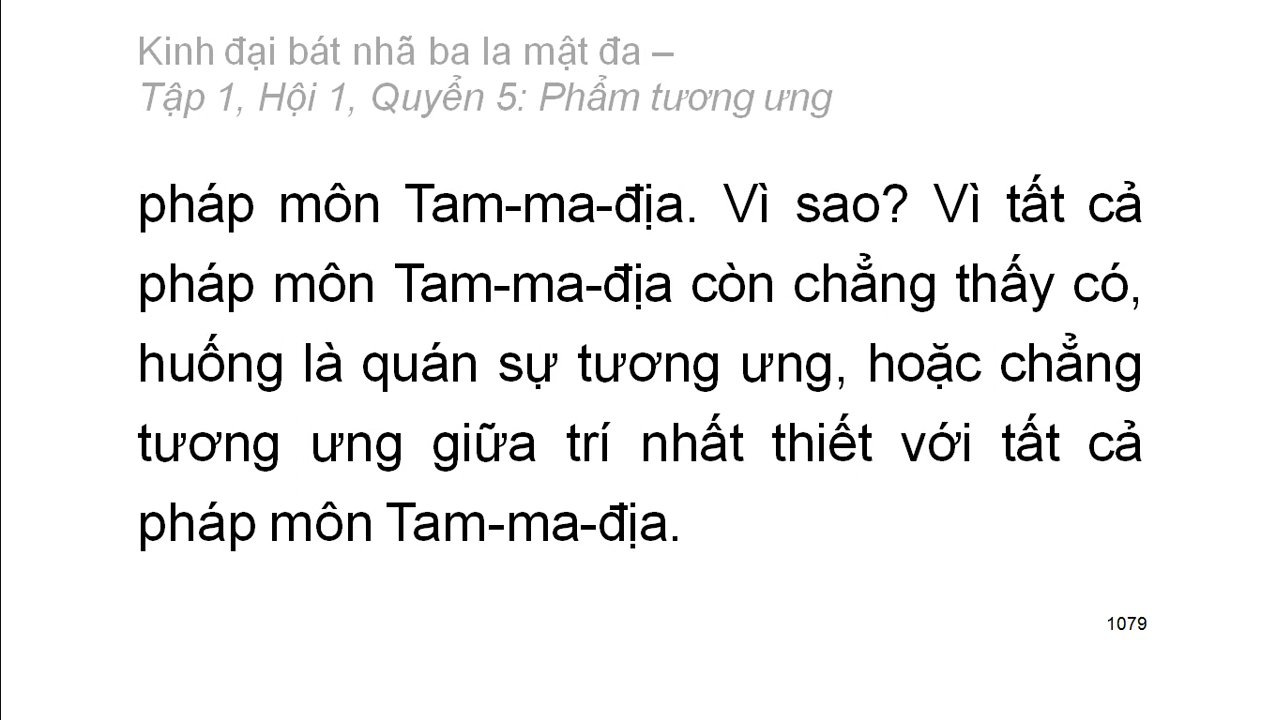 Kinh đại bát nhã ba la mật đa –
Tập 1, Hội 1, Quyển 5: Phẩm tương ưng
pháp môn Tam-ma-địa. Vì sao? Vì tất cả
pháp môn Tam-ma-địa còn chẳng thấy có,
huống là quán sự tương ưng, hoặc chẳng
tương ưng giữa trí nhất thiết với tất cả
pháp môn Tam-ma-địa.
1079